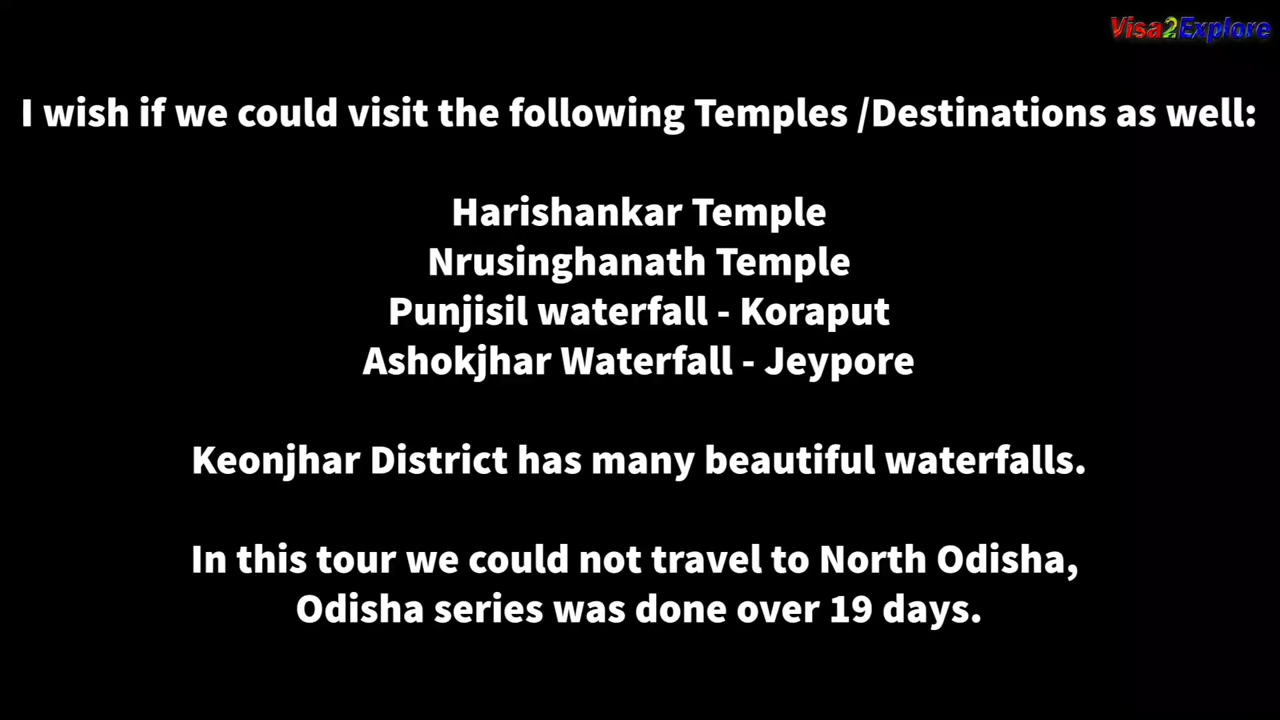 Visa2Explore
I wish if we could visit the following Temples /Destinations as well:
Harishankar Temple
Nrusinghanath Temple
Punjisil waterfall - Koraput
Ashokjhar Waterfall - Jeypore
Keonjhar District has many beautiful waterfalls.
In this tour we could not travel to North Odisha,
Odisha series was done over 19 days.